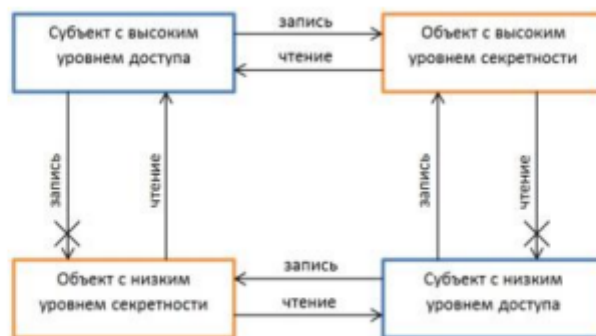 Субъект с высоким
уровнем доступа
запись
чтение
Объект с высоким
уровнем секретности
запись
чтение
запись
чтение
Объект с низким
уровнем секретности
запись
чтение
Субъект с низким
уровнем доступа